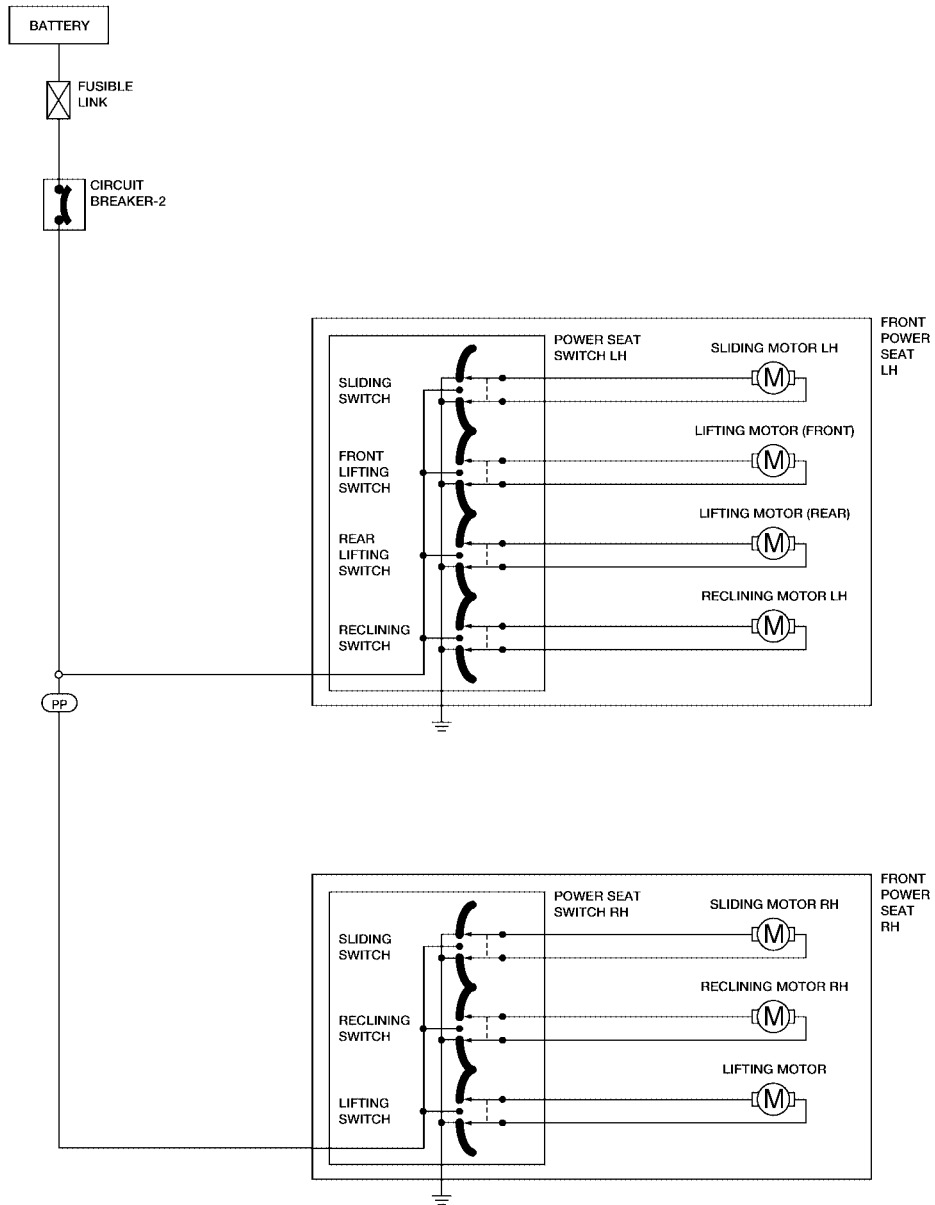 BATTERY
FUSIBLE
LINK
CIRCUIT
BREAKER-2
FRONT
POWER
SEAT
LH
POWER SEAT
SWITCH LH
SLIDING MOTOR LH
M
SLIDING
SWITCH
LIFTING MOTOR (FRONT)
M
FRONT
LIFTING
SWITCH
LIFTING MOTOR (REAR)
M
REAR
LIFTING
SWITCH
RECLINING MOTOR LH
M
RECLINING
SWITCH
PP
FRONT
POWER
SEAT
RH
POWER SEAT
SWITCH RH
SLIDING MOTOR RH
M
SLIDING
SWITCH
RECLINING MOTOR RH
M
RECLINING
SWITCH
LIFTING MOTOR
M
LIFTING
SWITCH